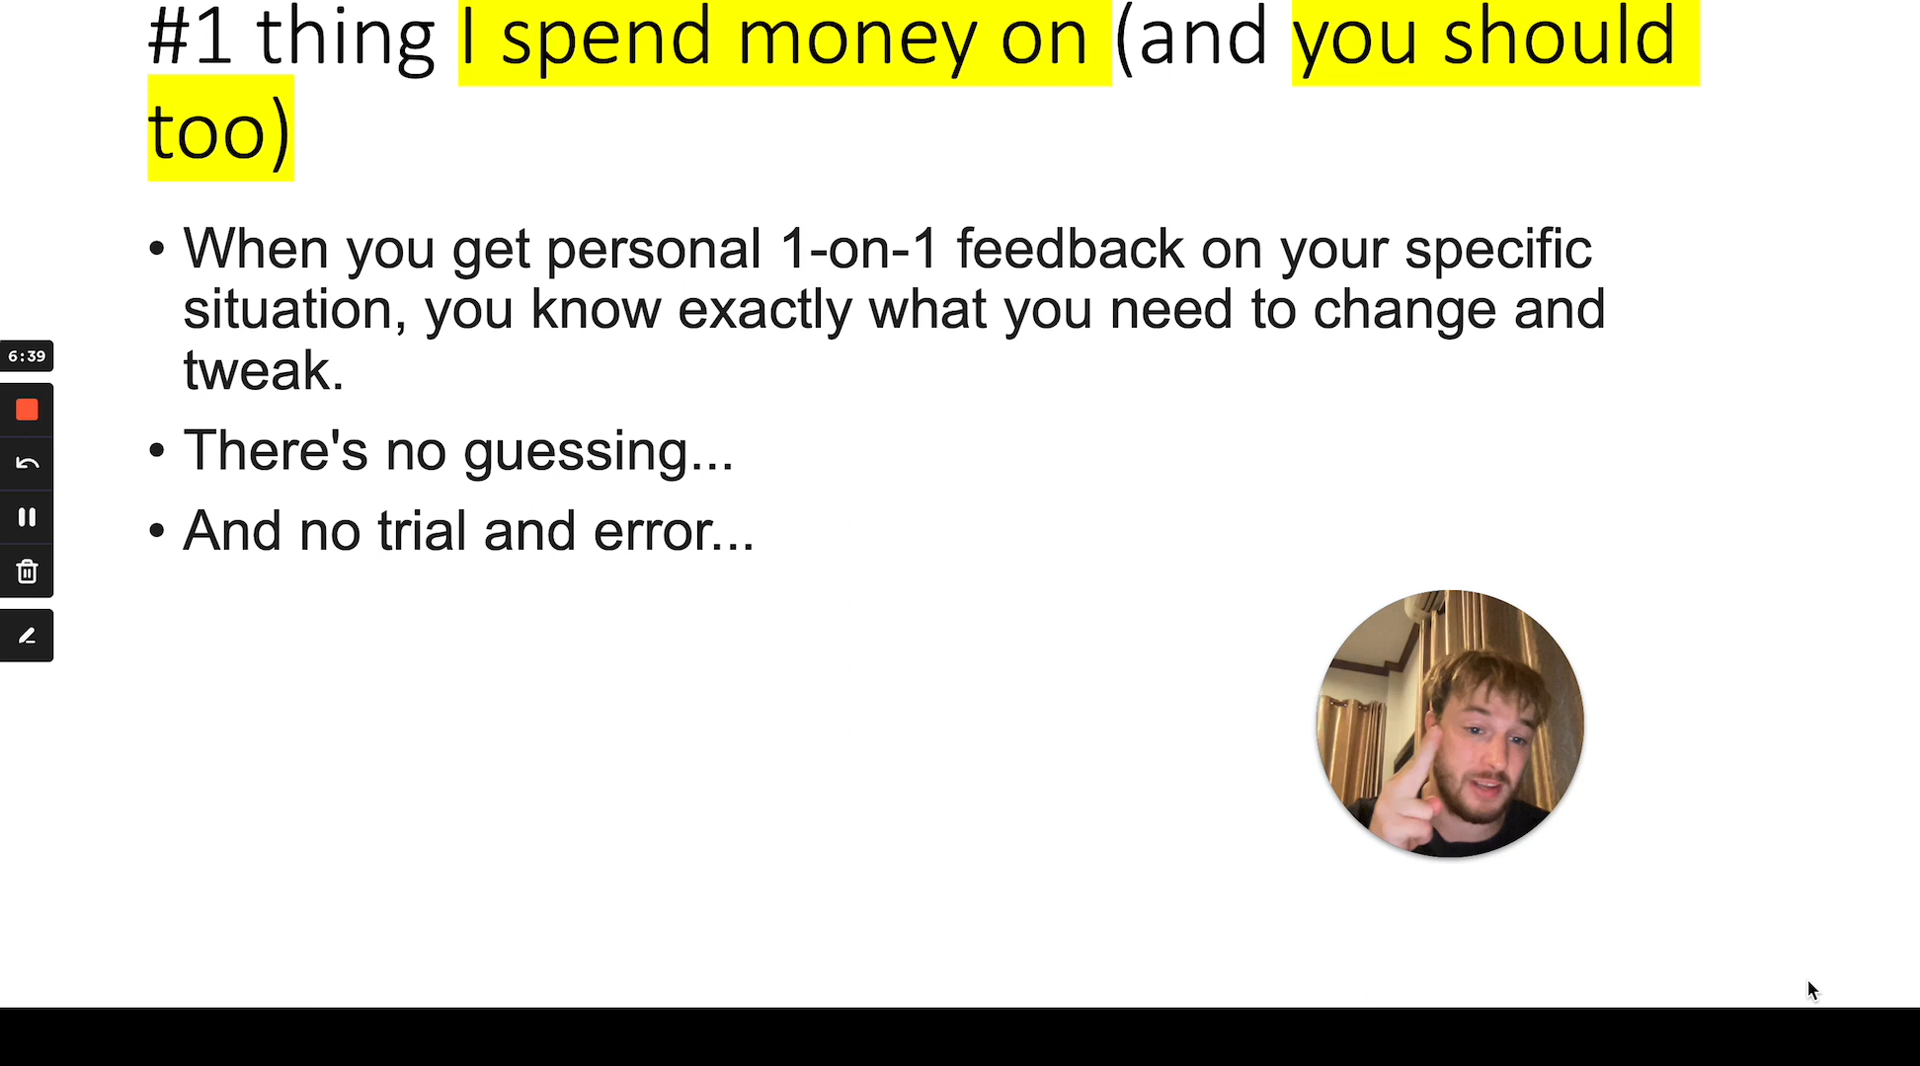 #1 thing I spend money on (and you should
too)
• When you get personal 1-on-1 feedback on your specific
situation, you know exactly what you need to change and
tweak.
• There's no guessing...
• And no trial and error...
6:39